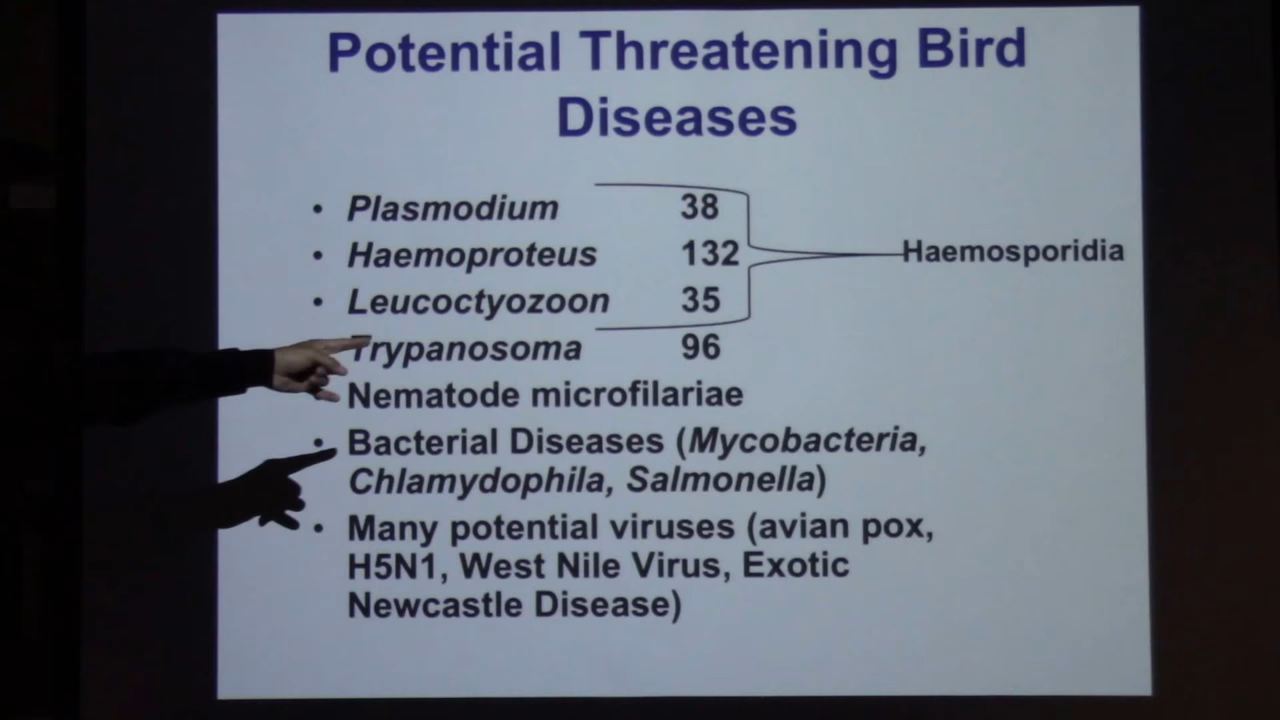 Potential Threatening Bird
Diseases
• Plasmodium 38
• Haemoproteus 132
Haemosporidia
• Leucoctyozoon 35
Trypanosoma 96
Nematode microfilariae
• Bacterial Diseases (Mycobacteria,
Chlamydophila, Salmonella)
• Many potential viruses (avian pox,
H5N1, West Nile Virus, Exotic
Newcastle Disease)